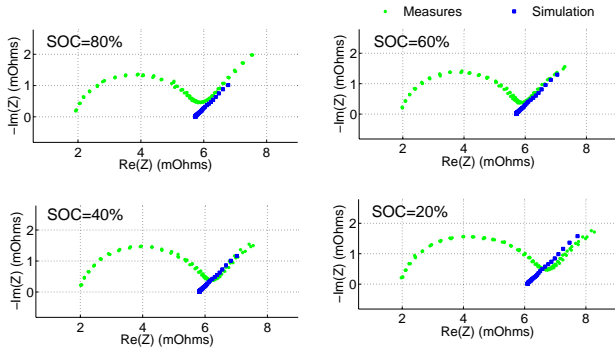 Measures Simulation
SOC=80%
−Im(Z) (mOhms)
2
1
0
2 4 6 8
Re(Z) (mOhms)
SOC=60%
−Im(Z) (mOhms)
2
1
0
2 4 6 8
Re(Z) (mOhms)
SOC=40%
−Im(Z) (mOhms)
2
1
0
2 4 6 8
Re(Z) (mOhms)
SOC=20%
−Im(Z) (mOhms)
2
1
0
2 4 6 8
Re(Z) (mOhms)